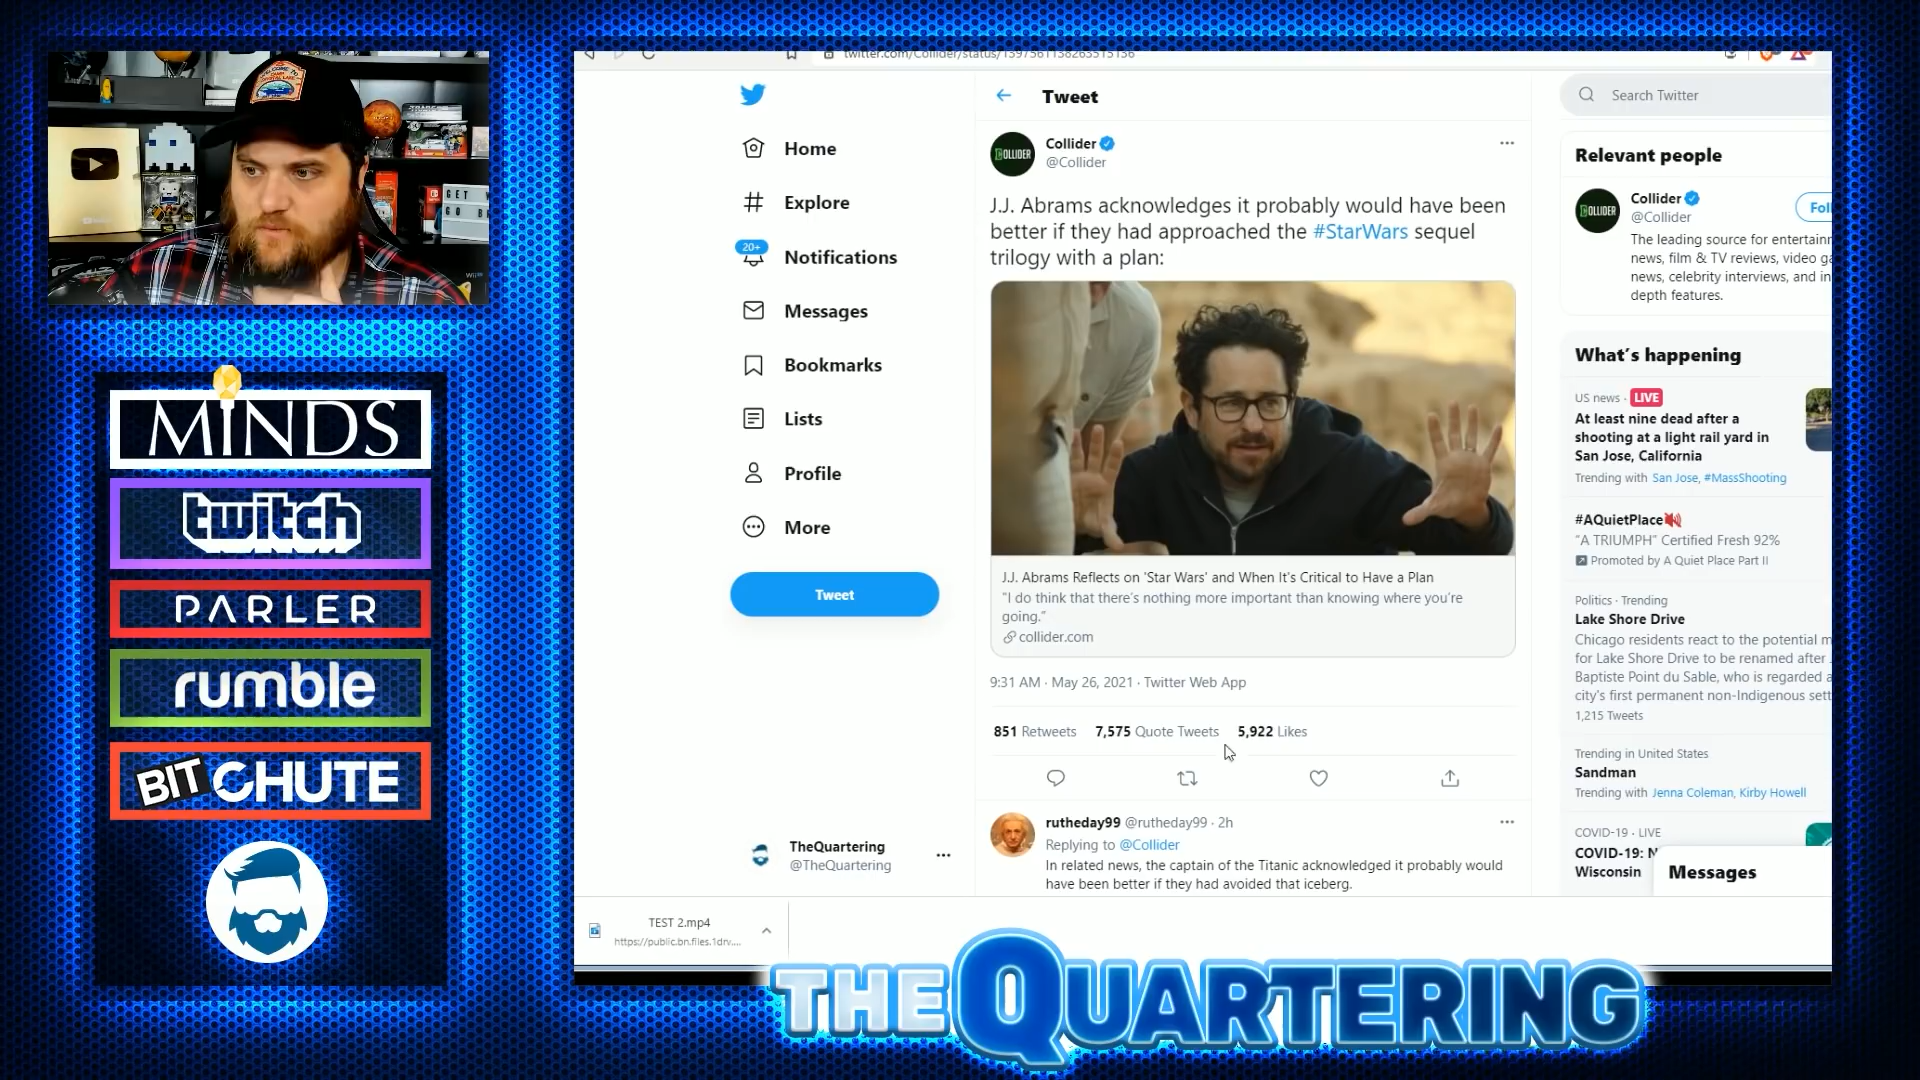 twitter.com/Collider/status/1397561138263515136
GET
GO
MINDS
twitch
PARLER
rumble
BITCHUTE
Home
Explore
20+
Notifications
Messages
Bookmarks
Lists
Profile
More
Tweet
TheQuartering
@TheQuartering
Tweet
COLLIDER
Collider
@Collider
J.J. Abrams acknowledges it probably would have been
better if they had approached the #StarWars sequel
trilogy with a plan:
J.J. Abrams Reflects on 'Star Wars' and When It's Critical to Have a Plan
"I do think that there's nothing more important than knowing where you're
going."
collider.com
9:31 AM · May 26, 2021 · Twitter Web App
851 Retweets 7,575 Quote Tweets 5,922 Likes
rutheday99 @rutheday99 · 2h
Replying to @Collider
In related news, the captain of the Titanic acknowledged it probably would
have been better if they had avoided that iceberg.
Search Twitter
Relevant people
COLLIDER
Collider
@Collider
Foll
The leading source for entertainm
news, film & TV reviews, video ga
news, celebrity interviews, and in
depth features.
What's happening
US news · LIVE
At least nine dead after a
shooting at a light rail yard in
San Jose, California
Trending with San Jose, #MassShooting
#AQuietPlace
"A TRIUMPH" Certified Fresh 92%
Promoted by A Quiet Place Part II
Politics · Trending
Lake Shore Drive
Chicago residents react to the potential m
for Lake Shore Drive to be renamed after
Baptiste Point du Sable, who is regarded a
city's first permanent non-Indigenous sett
1,215 Tweets
Trending in United States
Sandman
Trending with Jenna Coleman, Kirby Howell
COVID-19 · LIVE
COVID-19: N
Wisconsin
Messages
TEST 2.mp4
https://public.bn.files.1drv....
THE QUARTERING